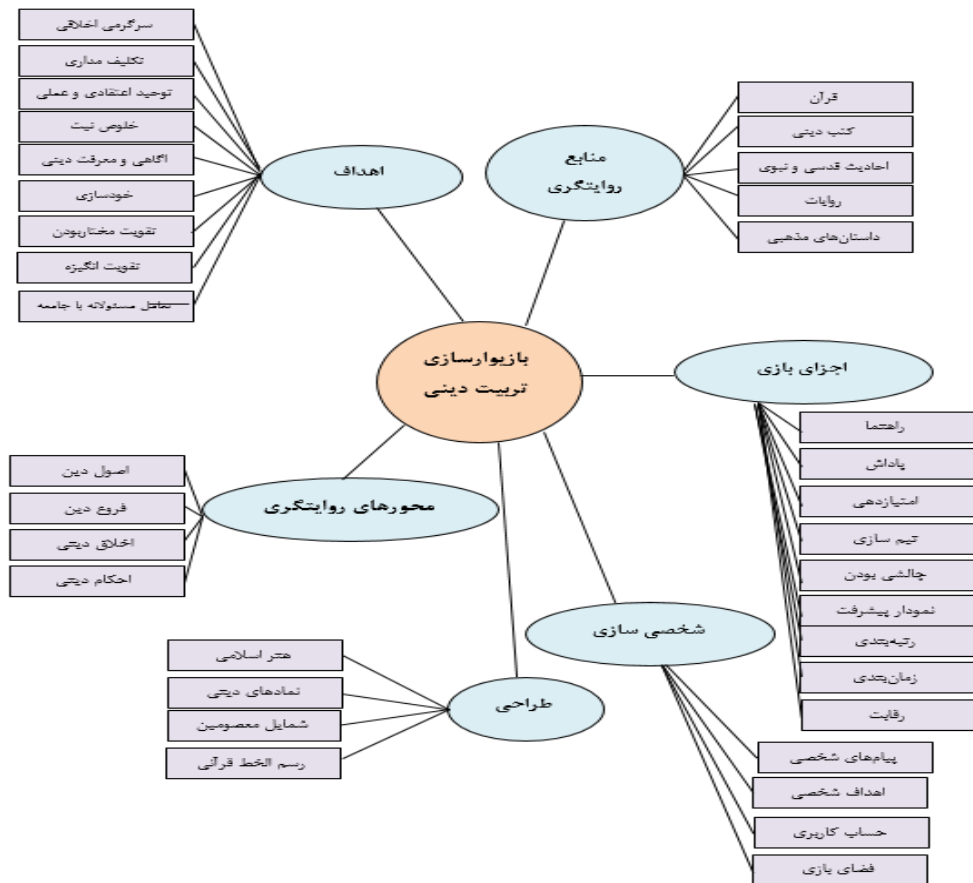 بازیوارسازی
تربیت دینی
منابع
روایتگری
قرآن
کتب دینی
احادیث قدسی و نبوی
روایات
داستان‌های مذهبی
اهداف
سرگرمی اخلاقی
تکلیف مداری
توحید اعتقادی و عملی
خلوص نیت
آگاهی و معرفت دینی
خودسازی
تقویت مختاربودن
تقویت انگیزه
تعامل مسئولانه با جامعه
اجزای بازی
راهنما
پاداش
امتیازدهی
تیم سازی
چالشی بودن
نمودار پیشرفت
رتبه‌بندی
زمان‌بندی
رقابت
محورهای روایتگری
اصول دین
فروع دین
اخلاق دینی
احکام دینی
شخصی سازی
پیام‌های شخصی
اهداف شخصی
حساب کاربری
فضای بازی
طراحی
هنر اسلامی
نمادهای دینی
شمایل معصومین
رسم الخط قرآنی